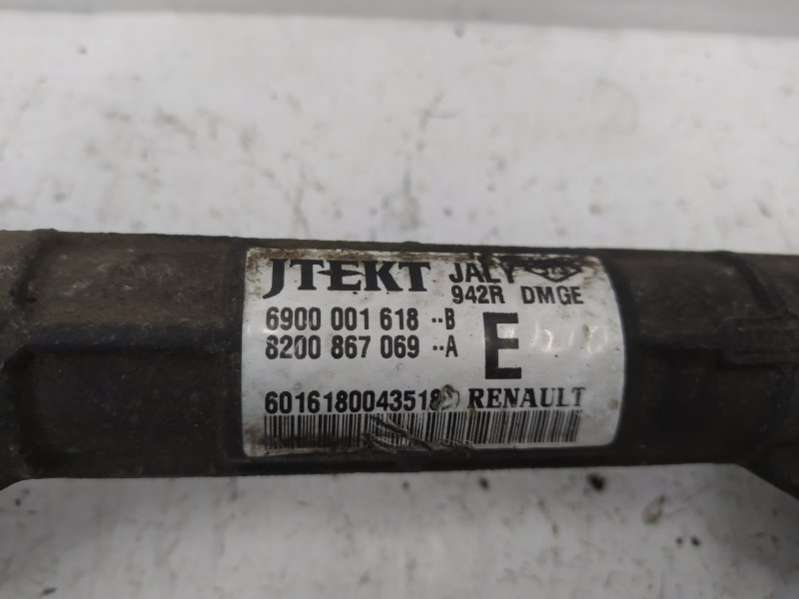 JTEKT JALY
942R DMGE
6900 001 618 --B
8200 867 069 --A
E
6016180043518 RENAULT